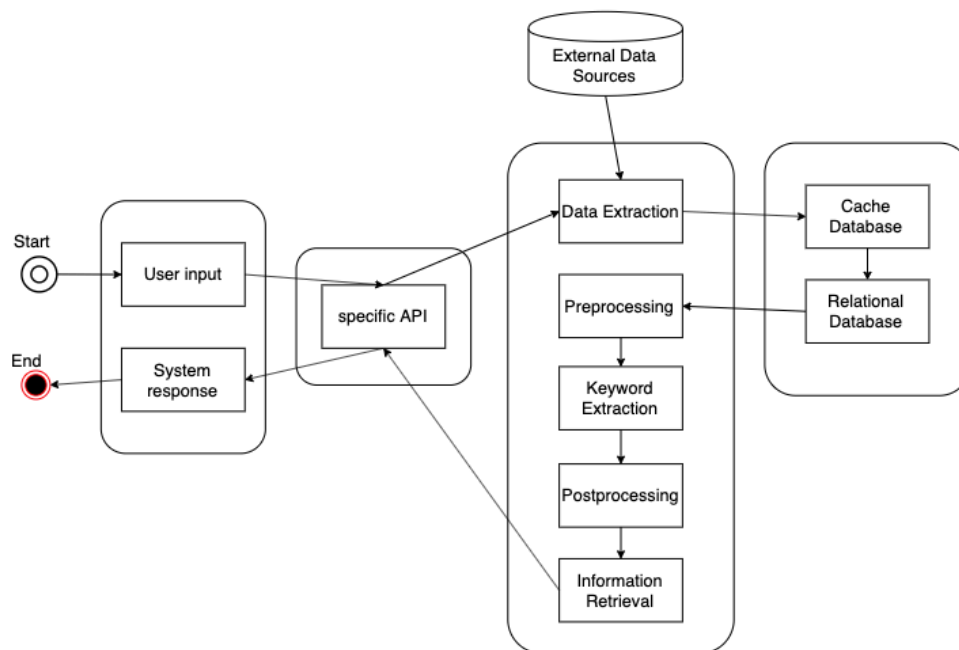 External Data
Sources
Data Extraction
Cache
Database
Start
User input
specific API
Preprocessing
Relational
Database
End
System
response
Keyword
Extraction
Postprocessing
Information
Retrieval